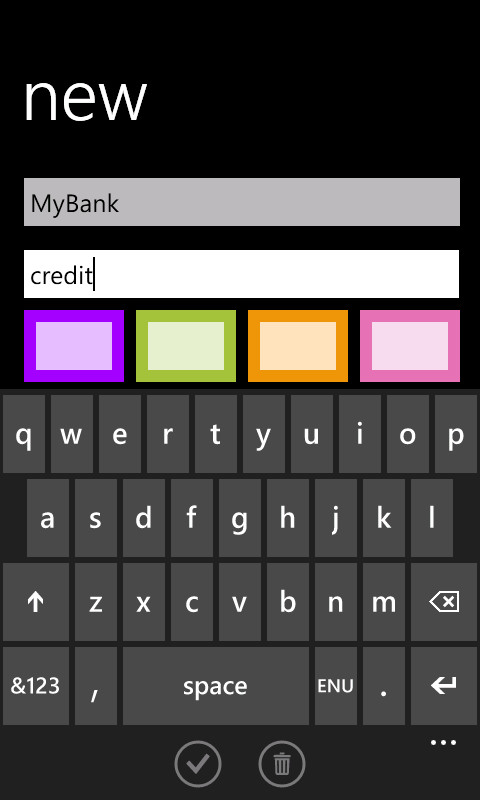 new
MyBank
credit
q w e r t y u i o p
a s d f g h j k l
z x c v b n m
&123 , space ENU .